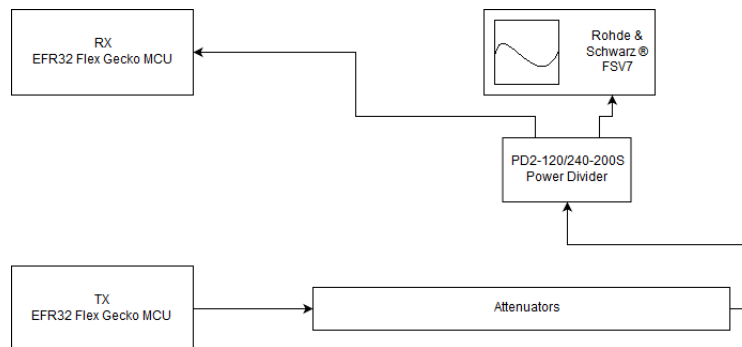 RX
EFR32 Flex Gecko MCU
Rohde &
Schwarz ®
FSV7
PD2-120/240-200S
Power Divider
TX
EFR32 Flex Gecko MCU
Attenuators